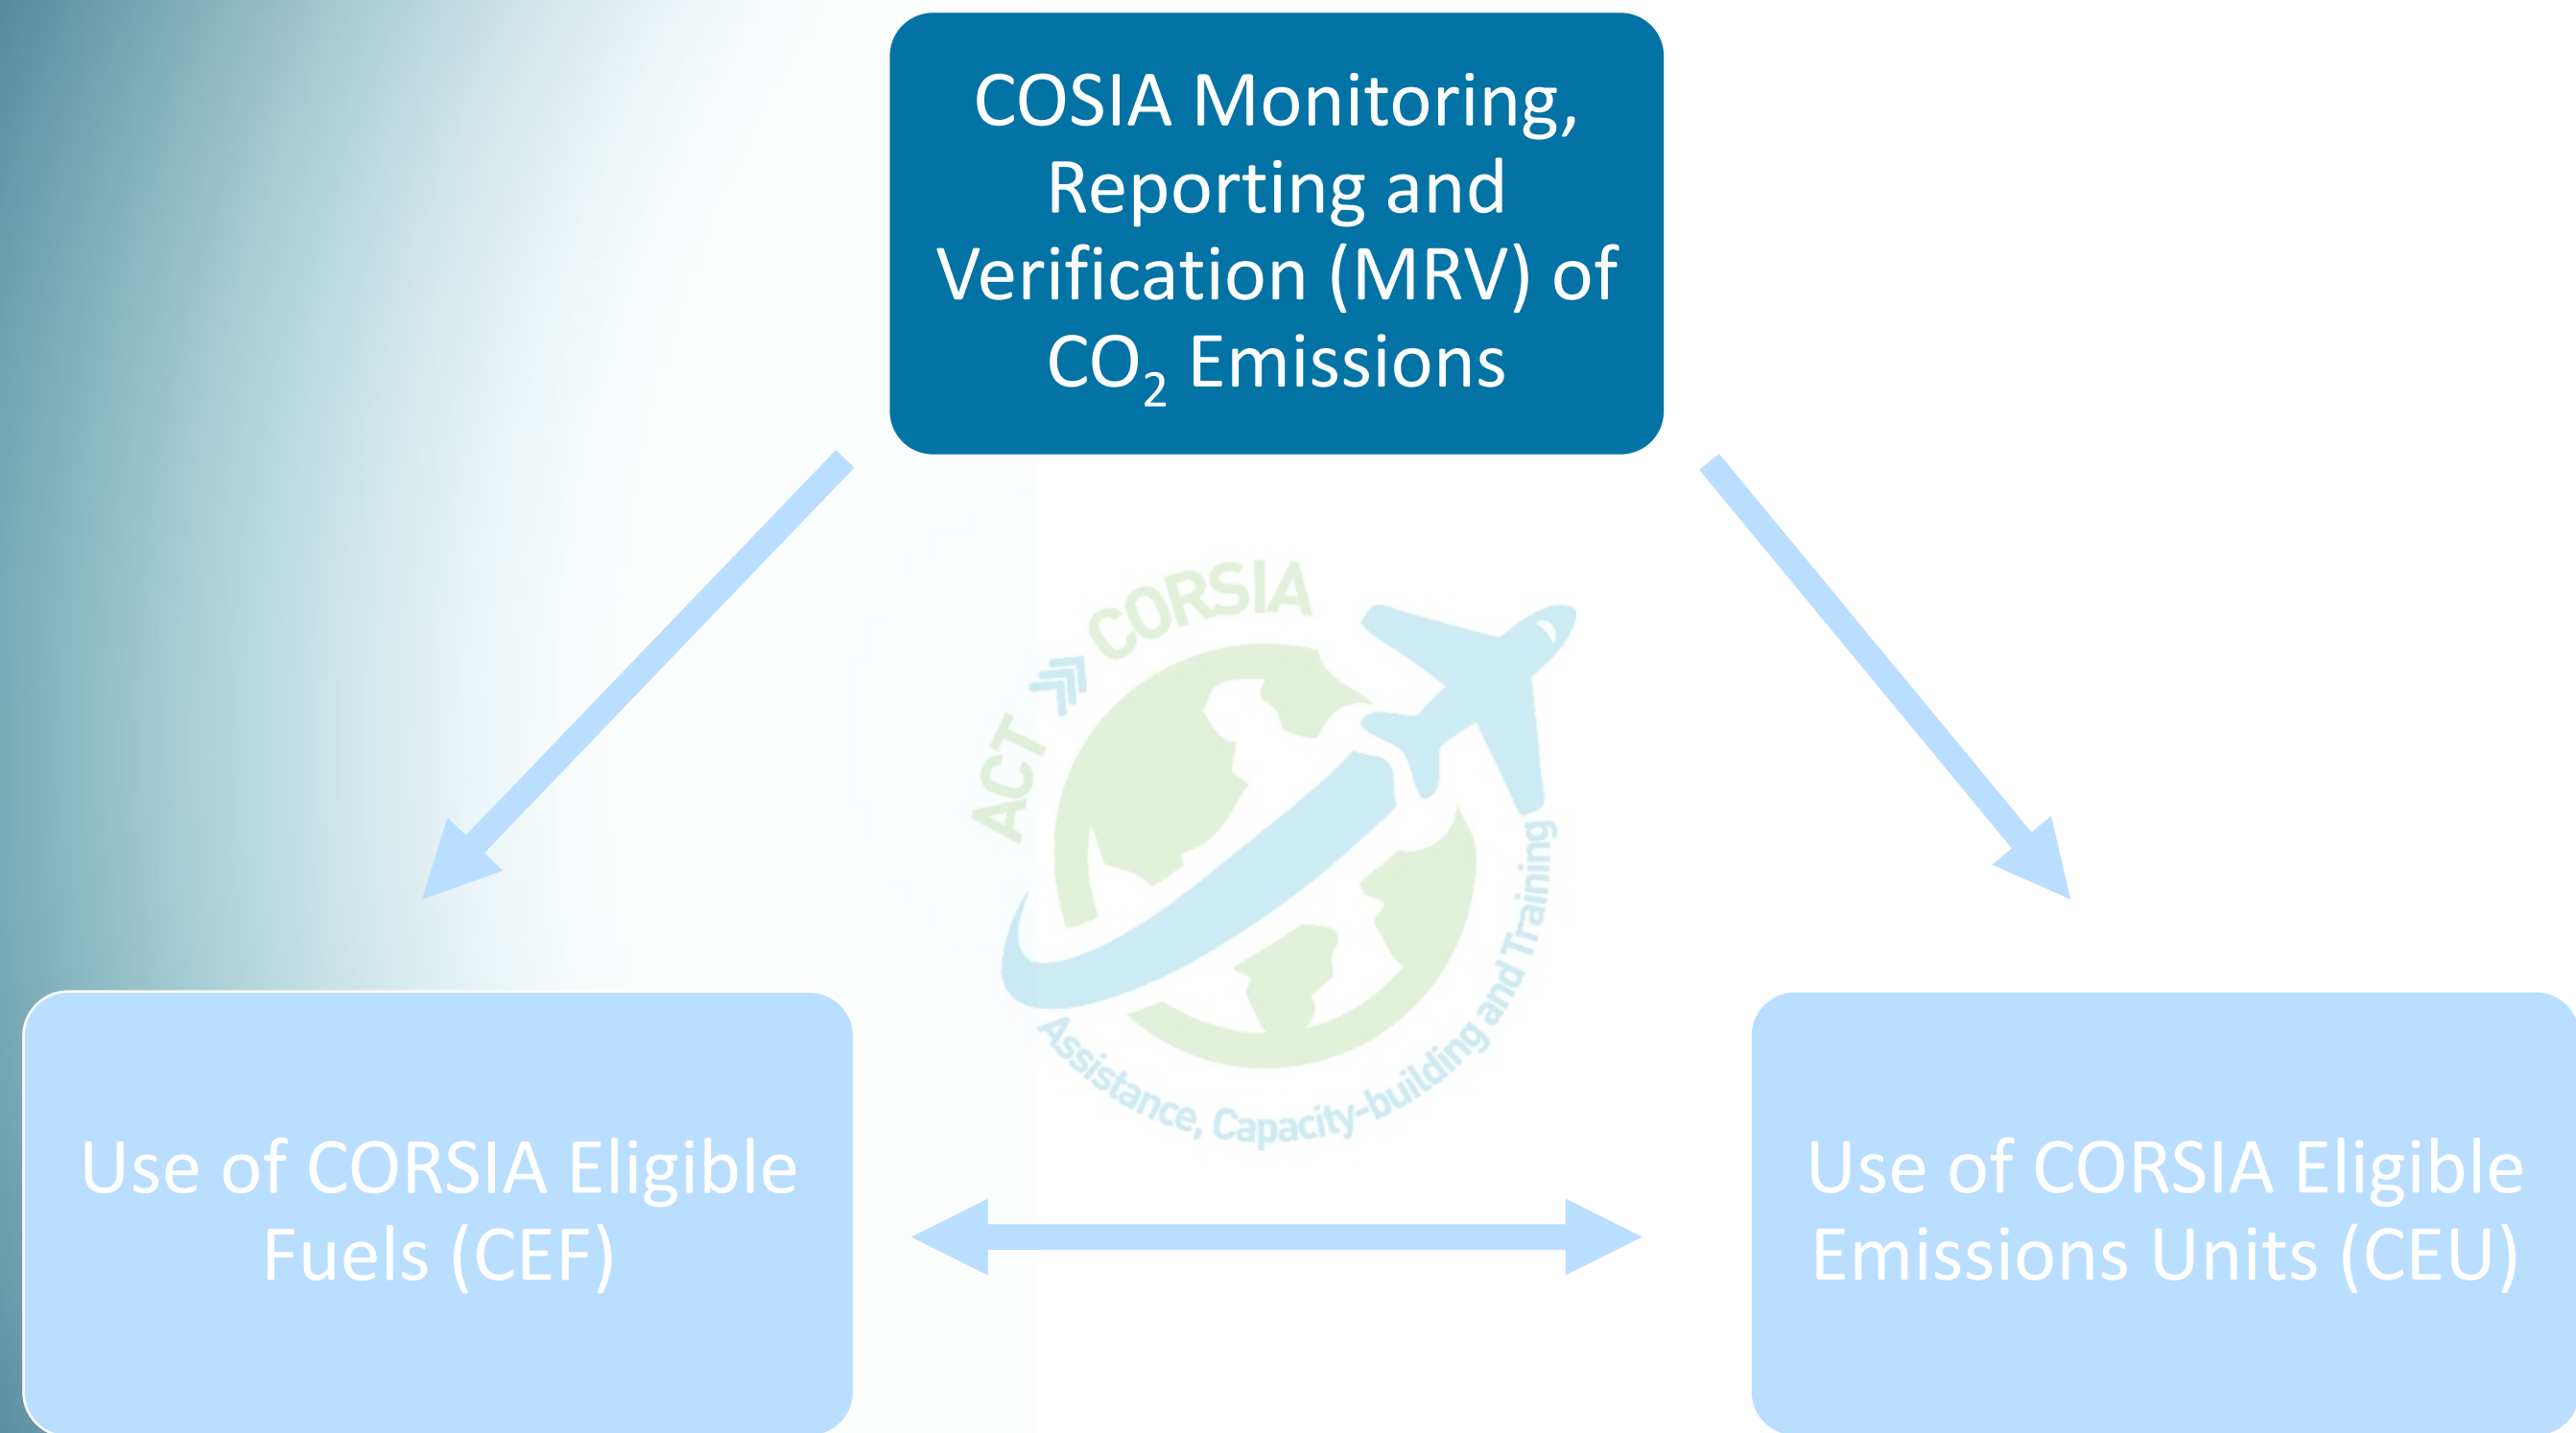 COSIA Monitoring,
Reporting and
Verification (MRV) of
CO₂ Emissions
ACT CORSIA
Assistance, Capacity-building and Training
Use of CORSIA Eligible
Fuels (CEF)
Use of CORSIA Eligible
Emissions Units (CEU)